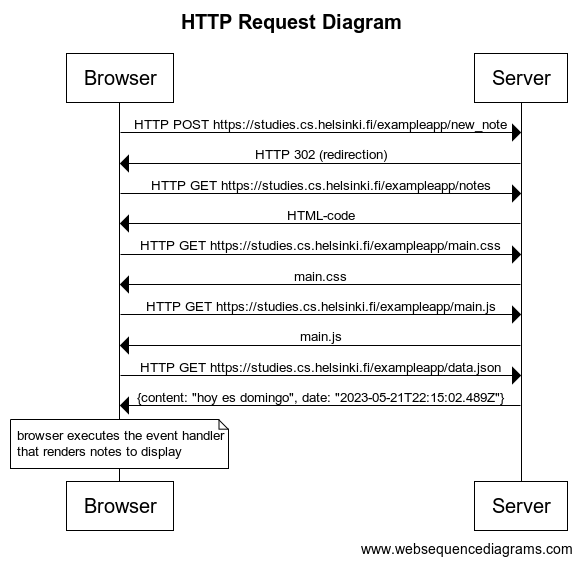 HTTP Request Diagram
Browser
Server
HTTP POST https://studies.cs.helsinki.fi/exampleapp/new_note
HTTP 302 (redirection)
HTTP GET https://studies.cs.helsinki.fi/exampleapp/notes
HTML-code
HTTP GET https://studies.cs.helsinki.fi/exampleapp/main.css
main.css
HTTP GET https://studies.cs.helsinki.fi/exampleapp/main.js
main.js
HTTP GET https://studies.cs.helsinki.fi/exampleapp/data.json
{content: "hoy es domingo", date: "2023-05-21T22:15:02.489Z"}
browser executes the event handler
that renders notes to display
Browser
Server
www.websequencediagrams.com